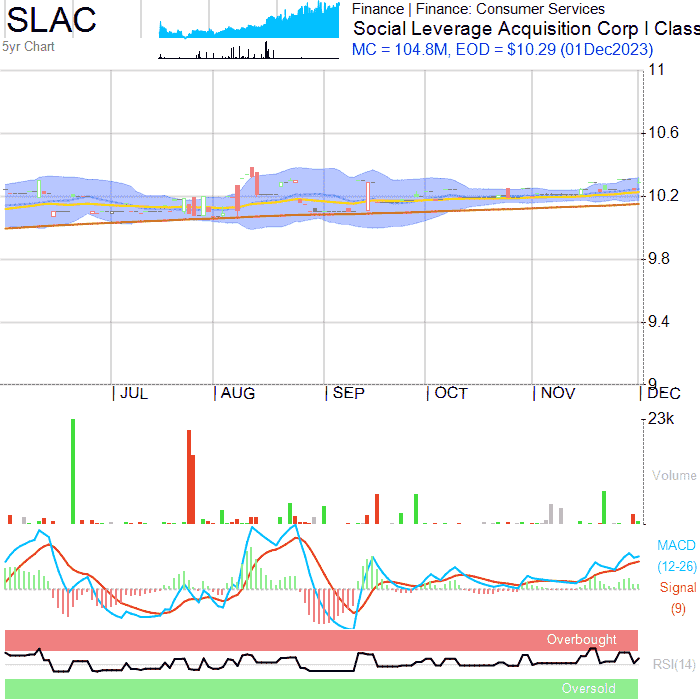 SLAC
5yr Chart
Finance | Finance: Consumer Services
Social Leverage Acquisition Corp I Class
MC = 104.8M, EOD = $10.29 (01Dec2023)
11
10.6
10.2
9.8
9.4
9
JUL AUG SEP OCT NOV DEC
23k
Volume
MACD
(12-26)
Signal
(9)
Overbought
RSI(14)
Oversold